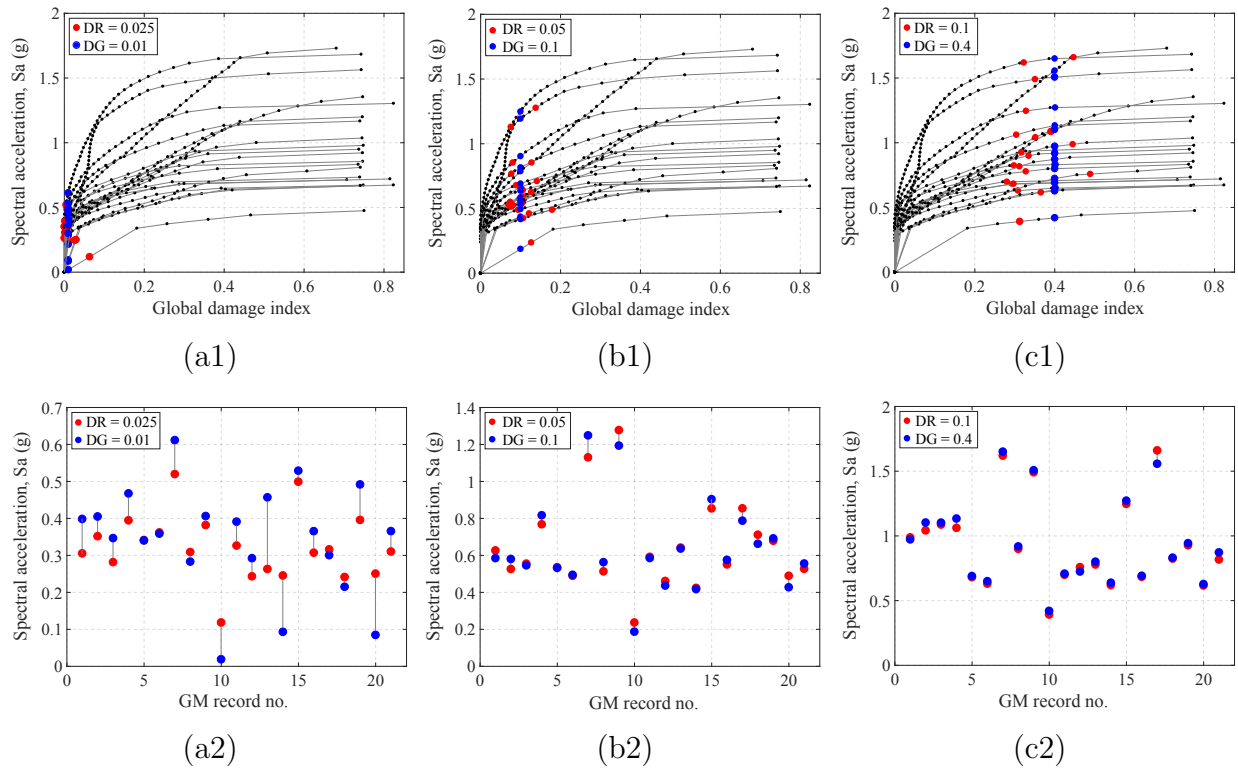 2
1.5
1
0.5
0
Spectral acceleration, Sa (g)
DR = 0.025
DG = 0.01
0 0.2 0.4 0.6 0.8
Global damage index
(a1)
2
1.5
1
0.5
0
Spectral acceleration, Sa (g)
DR = 0.05
DG = 0.1
0 0.2 0.4 0.6 0.8
Global damage index
(b1)
2
1.5
1
0.5
0
Spectral acceleration, Sa (g)
DR = 0.1
DG = 0.4
0 0.2 0.4 0.6 0.8
Global damage index
(c1)
0.7
0.6
0.5
0.4
0.3
0.2
0.1
0
Spectral acceleration, Sa (g)
DR = 0.025
DG = 0.01
0 5 10 15 20
GM record no.
(a2)
1.4
1.2
1
0.8
0.6
0.4
0.2
0
Spectral acceleration, Sa (g)
DR = 0.05
DG = 0.1
0 5 10 15 20
GM record no.
(b2)
2
1.5
1
0.5
0
Spectral acceleration, Sa (g)
DR = 0.1
DG = 0.4
0 5 10 15 20
GM record no.
(c2)